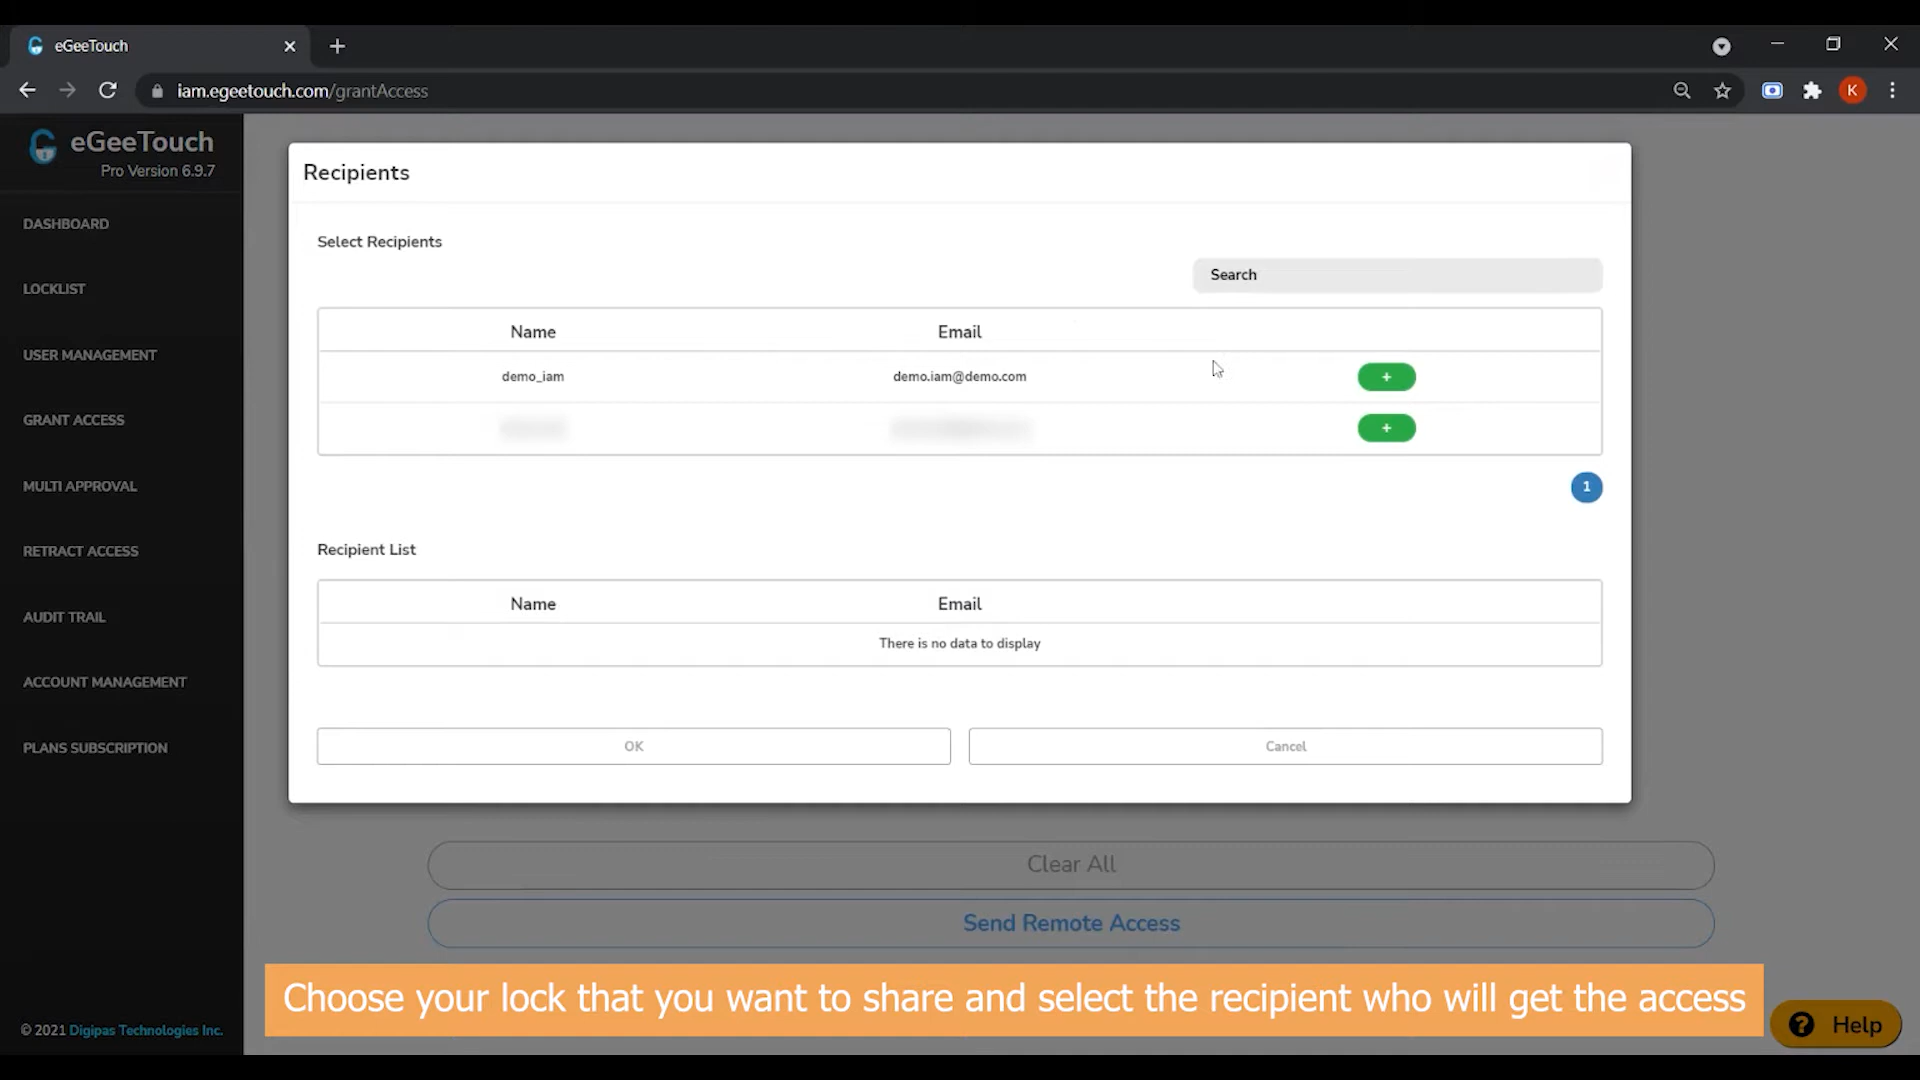 eGeeTouch
iam.egeetouch.com/grantAccess
K
eGeeTouch
Pro Version 6.9.7
DASHBOARD
LOCKLIST
USER MANAGEMENT
GRANT ACCESS
MULTI APPROVAL
RETRACT ACCESS
AUDIT TRAIL
ACCOUNT MANAGEMENT
PLANS SUBSCRIPTION
© 2021 Digipas Technologies Inc.
Recipients
Select Recipients
Search
Name Email
demo_iam demo.iam@demo.com +
+
1
Recipient List
Name Email
There is no data to display
OK Cancel
Clear All
Send Remote Access
Choose your lock that you want to share and select the recipient who will get the access
? Help